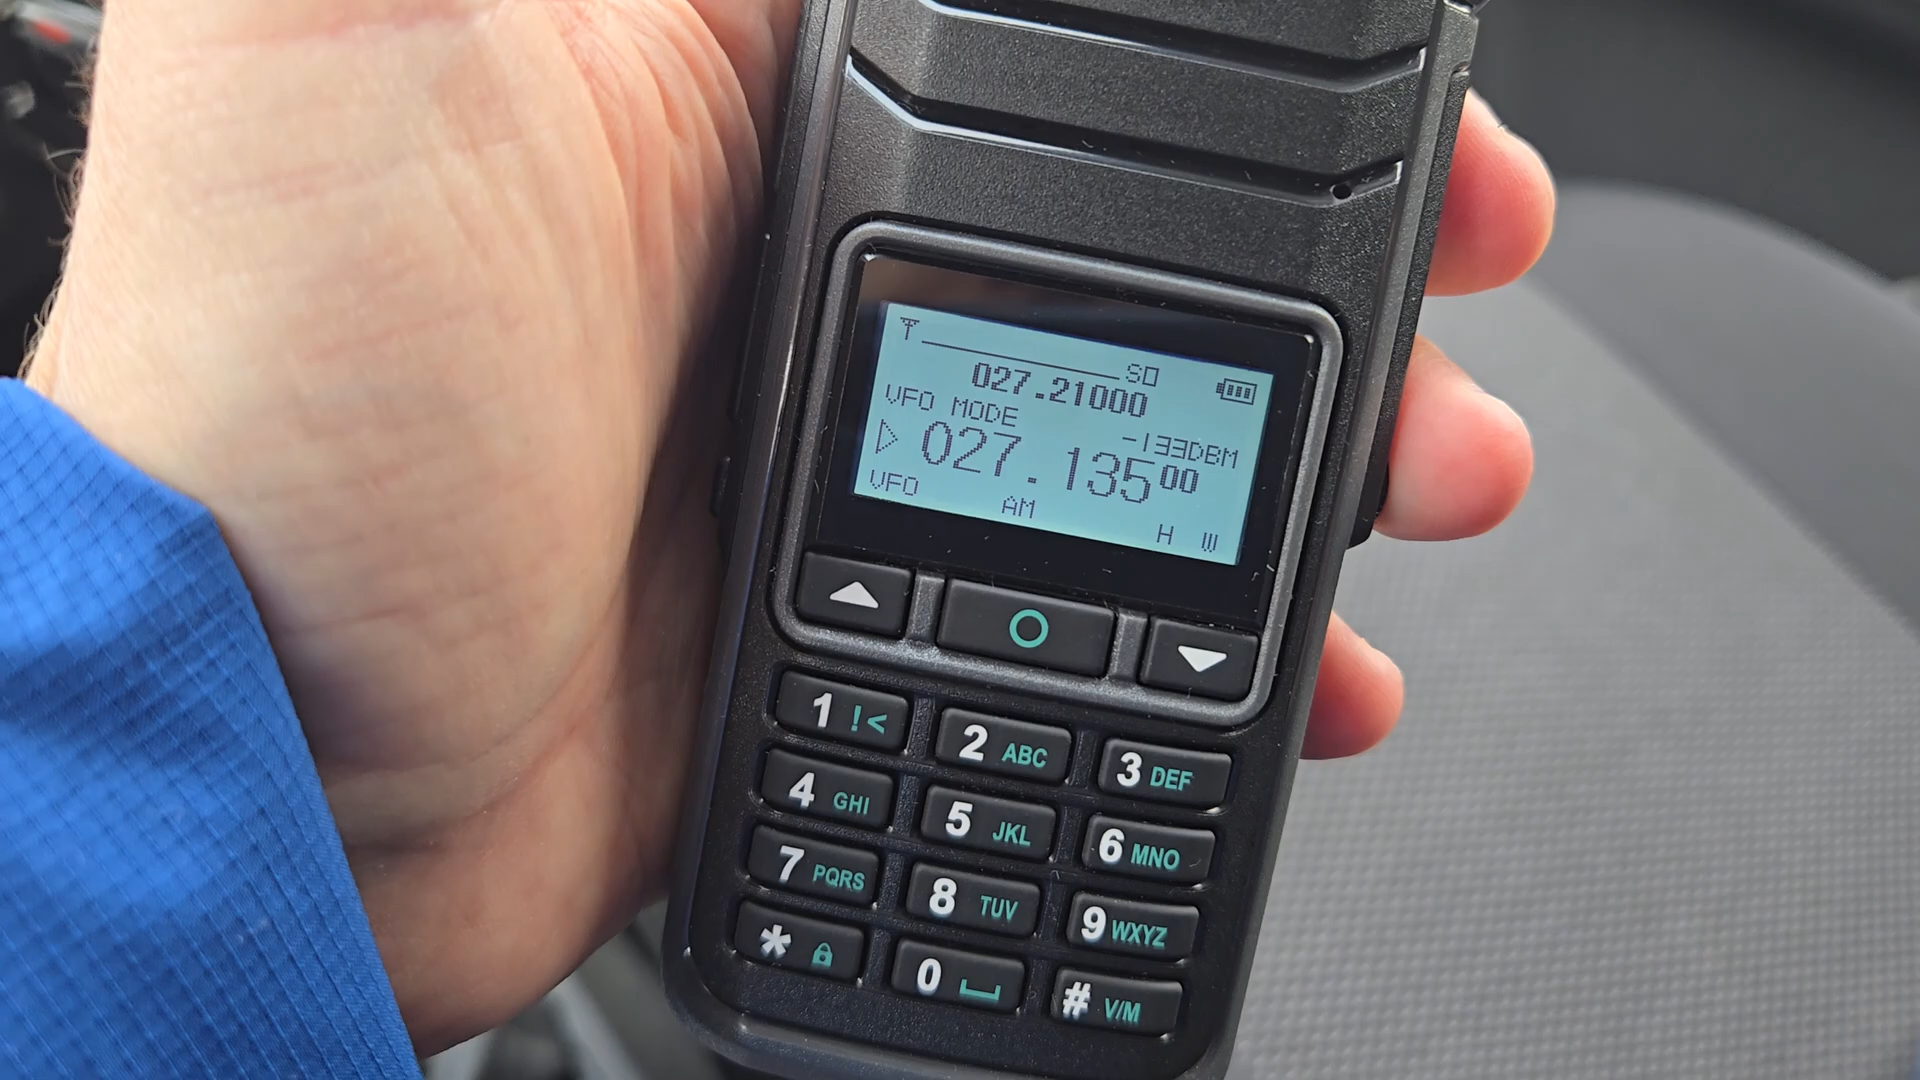 S0
027.21000
VFO MODE
-133DBM
027.13500
VFO AM H W
1 !<
2 ABC
3 DEF
4 GHI
5 JKL
6 MNO
7 PQRS
8 TUV
9 WXYZ
*
0
# V/M